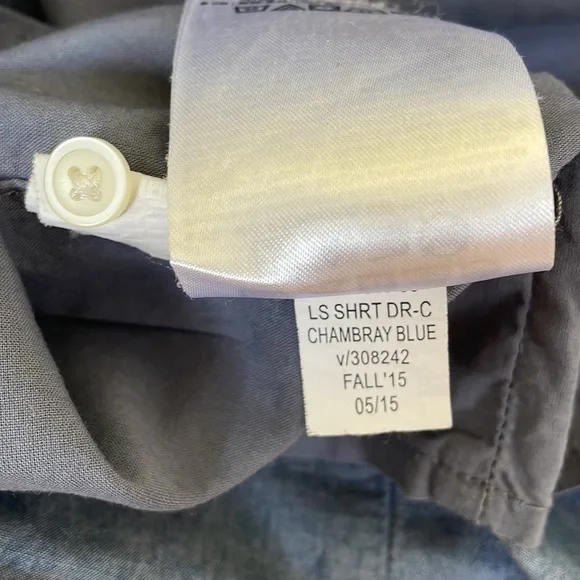 LS SHRT DR-C
CHAMBRAY BLUE
v/308242
FALL'15
05/15